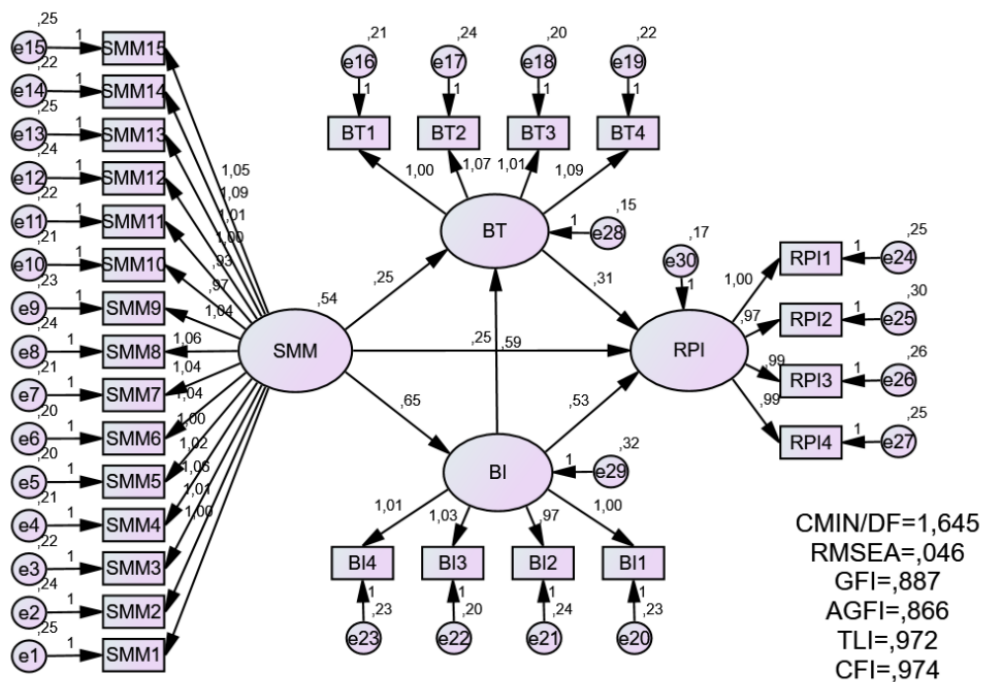 ,25
e15 1 SMM15
,22
e14 1 SMM14
,25
e13 1 SMM13
,24
e12 1 SMM12
,22
e11 1 SMM11
,21
e10 1 SMM10
,23
e9 1 SMM9
,24
e8 1 SMM8
,21
e7 1 SMM7
,20
e6 1 SMM6
,20
e5 1 SMM5
,21
e4 1 SMM4
,22
e3 1 SMM3
,24
e2 1 SMM2
,25
e1 1 SMM1
1,05
1,09
1,01
1,00
,93
,97
1,04
1,06
1,04
1,04
1,00
1,02
1,06
1,01
1,00
,54
SMM
,21 ,24 ,20 ,22
e16 e17 e18 e19
1 1 1 1
BT1 BT2 BT3 BT4
1,00 1,07 1,01 1,09
BT 1 e28 ,15
,25 ,31
,25 ,59
,65 ,53
,17
e30
1
RPI
1,00
,97
,99
,99
RPI1 1 e24 ,25
RPI2 1 e25 ,30
RPI3 1 e26 ,26
RPI4 1 e27 ,25
BI 1 e29 ,32
1,01 1,03 ,97 1,00
BI4 BI3 BI2 BI1
1 1 1 1
,23 ,20 ,24 ,23
e23 e22 e21 e20
CMIN/DF=1,645
RMSEA=,046
GFI=,887
AGFI=,866
TLI=,972
CFI=,974